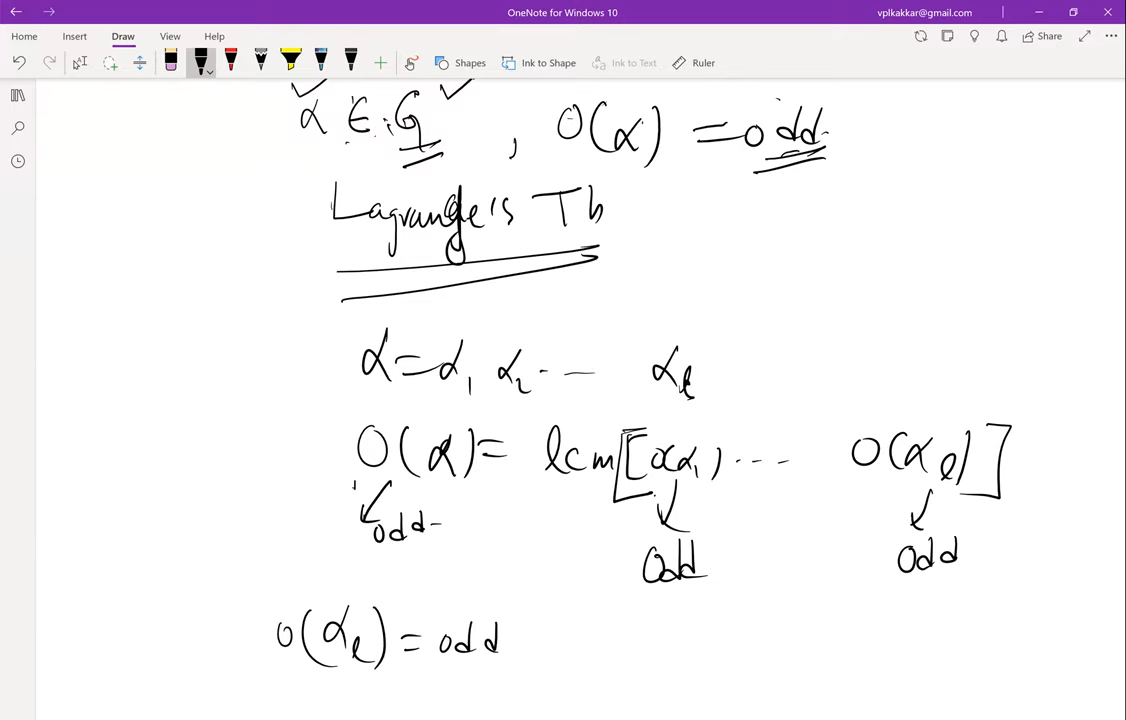 OneNote for Windows 10
vplkakkar@gmail.com
Home Insert Draw View Help
Shapes Ink to Shape Ink to Text Ruler Share
α ∈ G , O(α) = odd
Lagrange's Th
α = α₁ α₂ ... αₗ
O(α) = lcm [O(α₁) ... O(αₗ)]
odd odd odd
O(αₗ) = odd